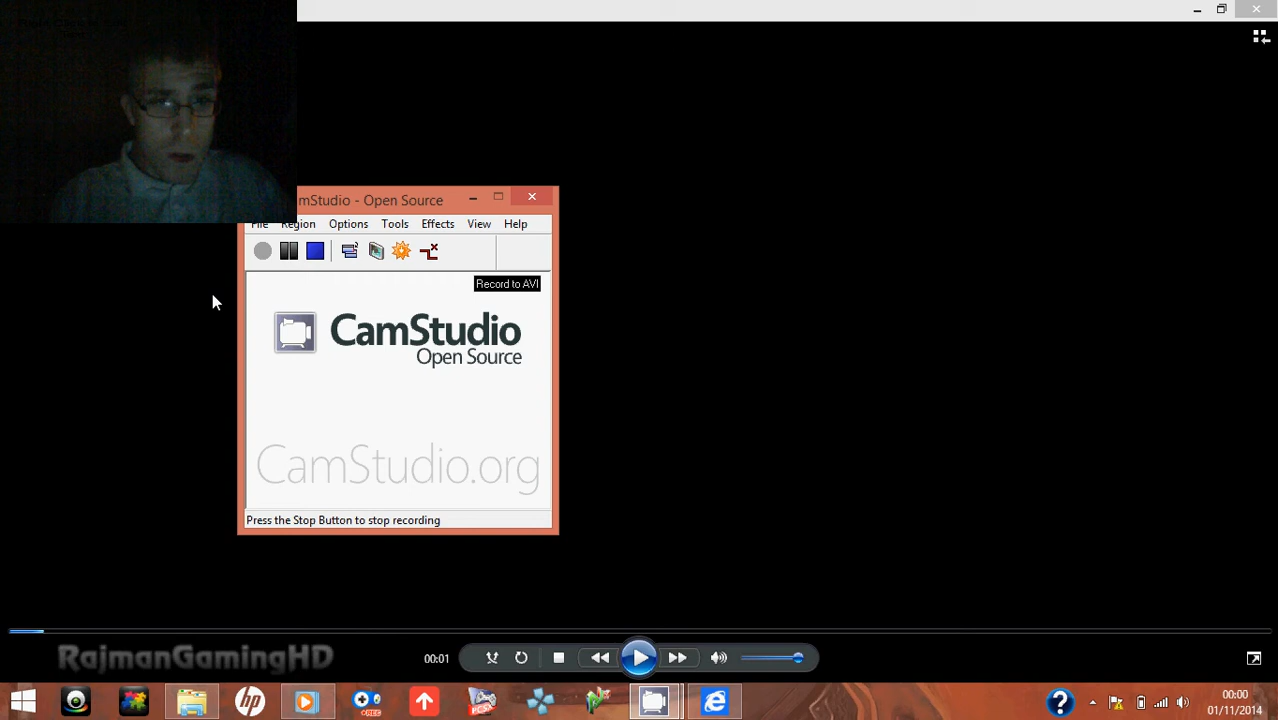 mStudio - Open Source
File Region Options Tools Effects View Help
Record to AVI
CamStudio
Open Source
CamStudio.org
Press the Stop Button to stop recording
RajmanGamingHD
00:01
00:00
01/11/2014